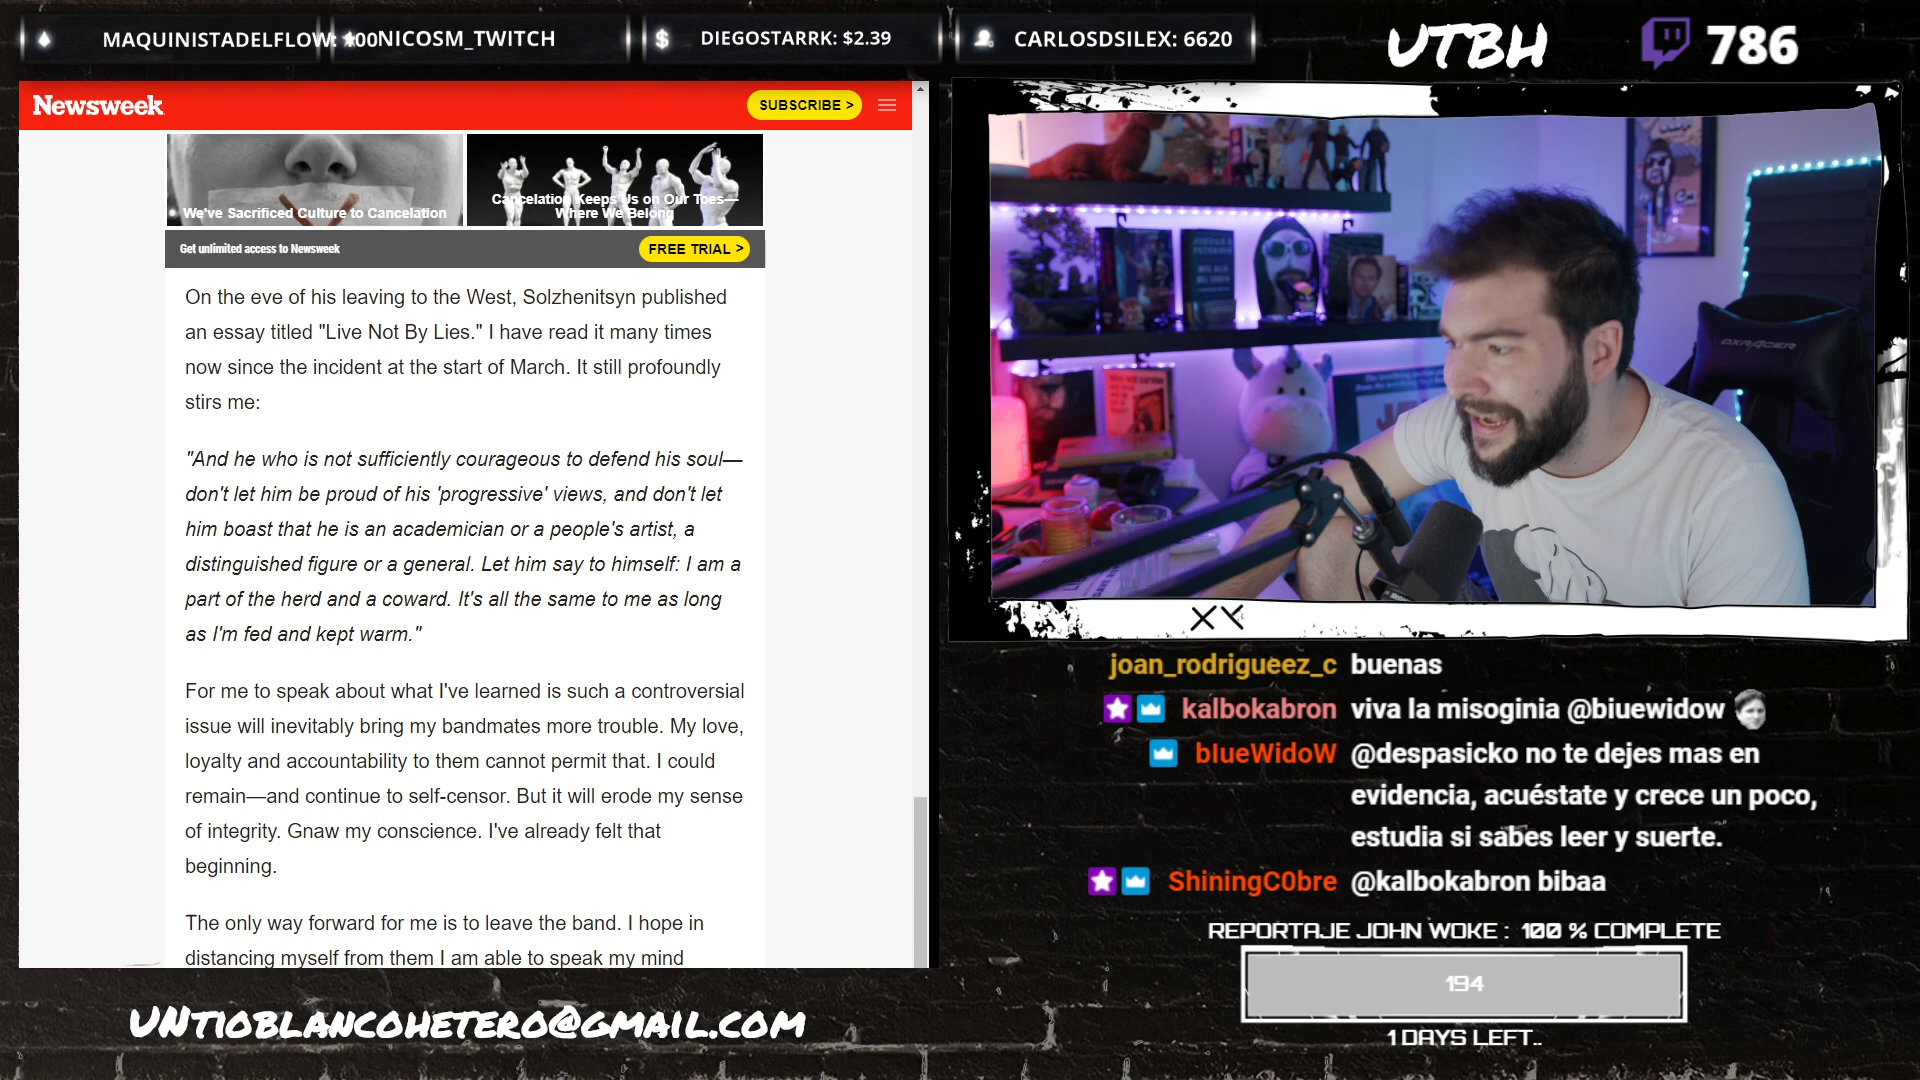 MAQUINISTADELFLOW: 100
NICOSM_TWITCH
$
DIEGOSTARRK: $2.39
CARLOSDSILEX: 6620
UTBH
786
Newsweek
SUBSCRIBE >
We've Sacrificed Culture to Cancelation
Cancelation Keeps Us on Our Toes—
Where We Belong
Get unlimited access to Newsweek
FREE TRIAL >
On the eve of his leaving to the West, Solzhenitsyn published
an essay titled "Live Not By Lies." I have read it many times
now since the incident at the start of March. It still profoundly
stirs me:
"And he who is not sufficiently courageous to defend his soul—
don't let him be proud of his 'progressive' views, and don't let
him boast that he is an academician or a people's artist, a
distinguished figure or a general. Let him say to himself: I am a
part of the herd and a coward. It's all the same to me as long
as I'm fed and kept warm."
For me to speak about what I've learned is such a controversial
issue will inevitably bring my bandmates more trouble. My love,
loyalty and accountability to them cannot permit that. I could
remain—and continue to self-censor. But it will erode my sense
of integrity. Gnaw my conscience. I've already felt that
beginning.
The only way forward for me is to leave the band. I hope in
distancing myself from them I am able to speak my mind
DXRACER
joan_rodrigueez_c buenas
kalbokabron viva la misoginia @biuewidow
bIueWidoW @despasicko no te dejes mas en
evidencia, acuéstate y crece un poco,
estudia si sabes leer y suerte.
ShiningC0bre @kalbokabron bibaa
REPORTAJE JOHN WOKE : 100 % COMPLETE
194
1 DAYS LEFT..
UNtioblancohetero@gmail.com